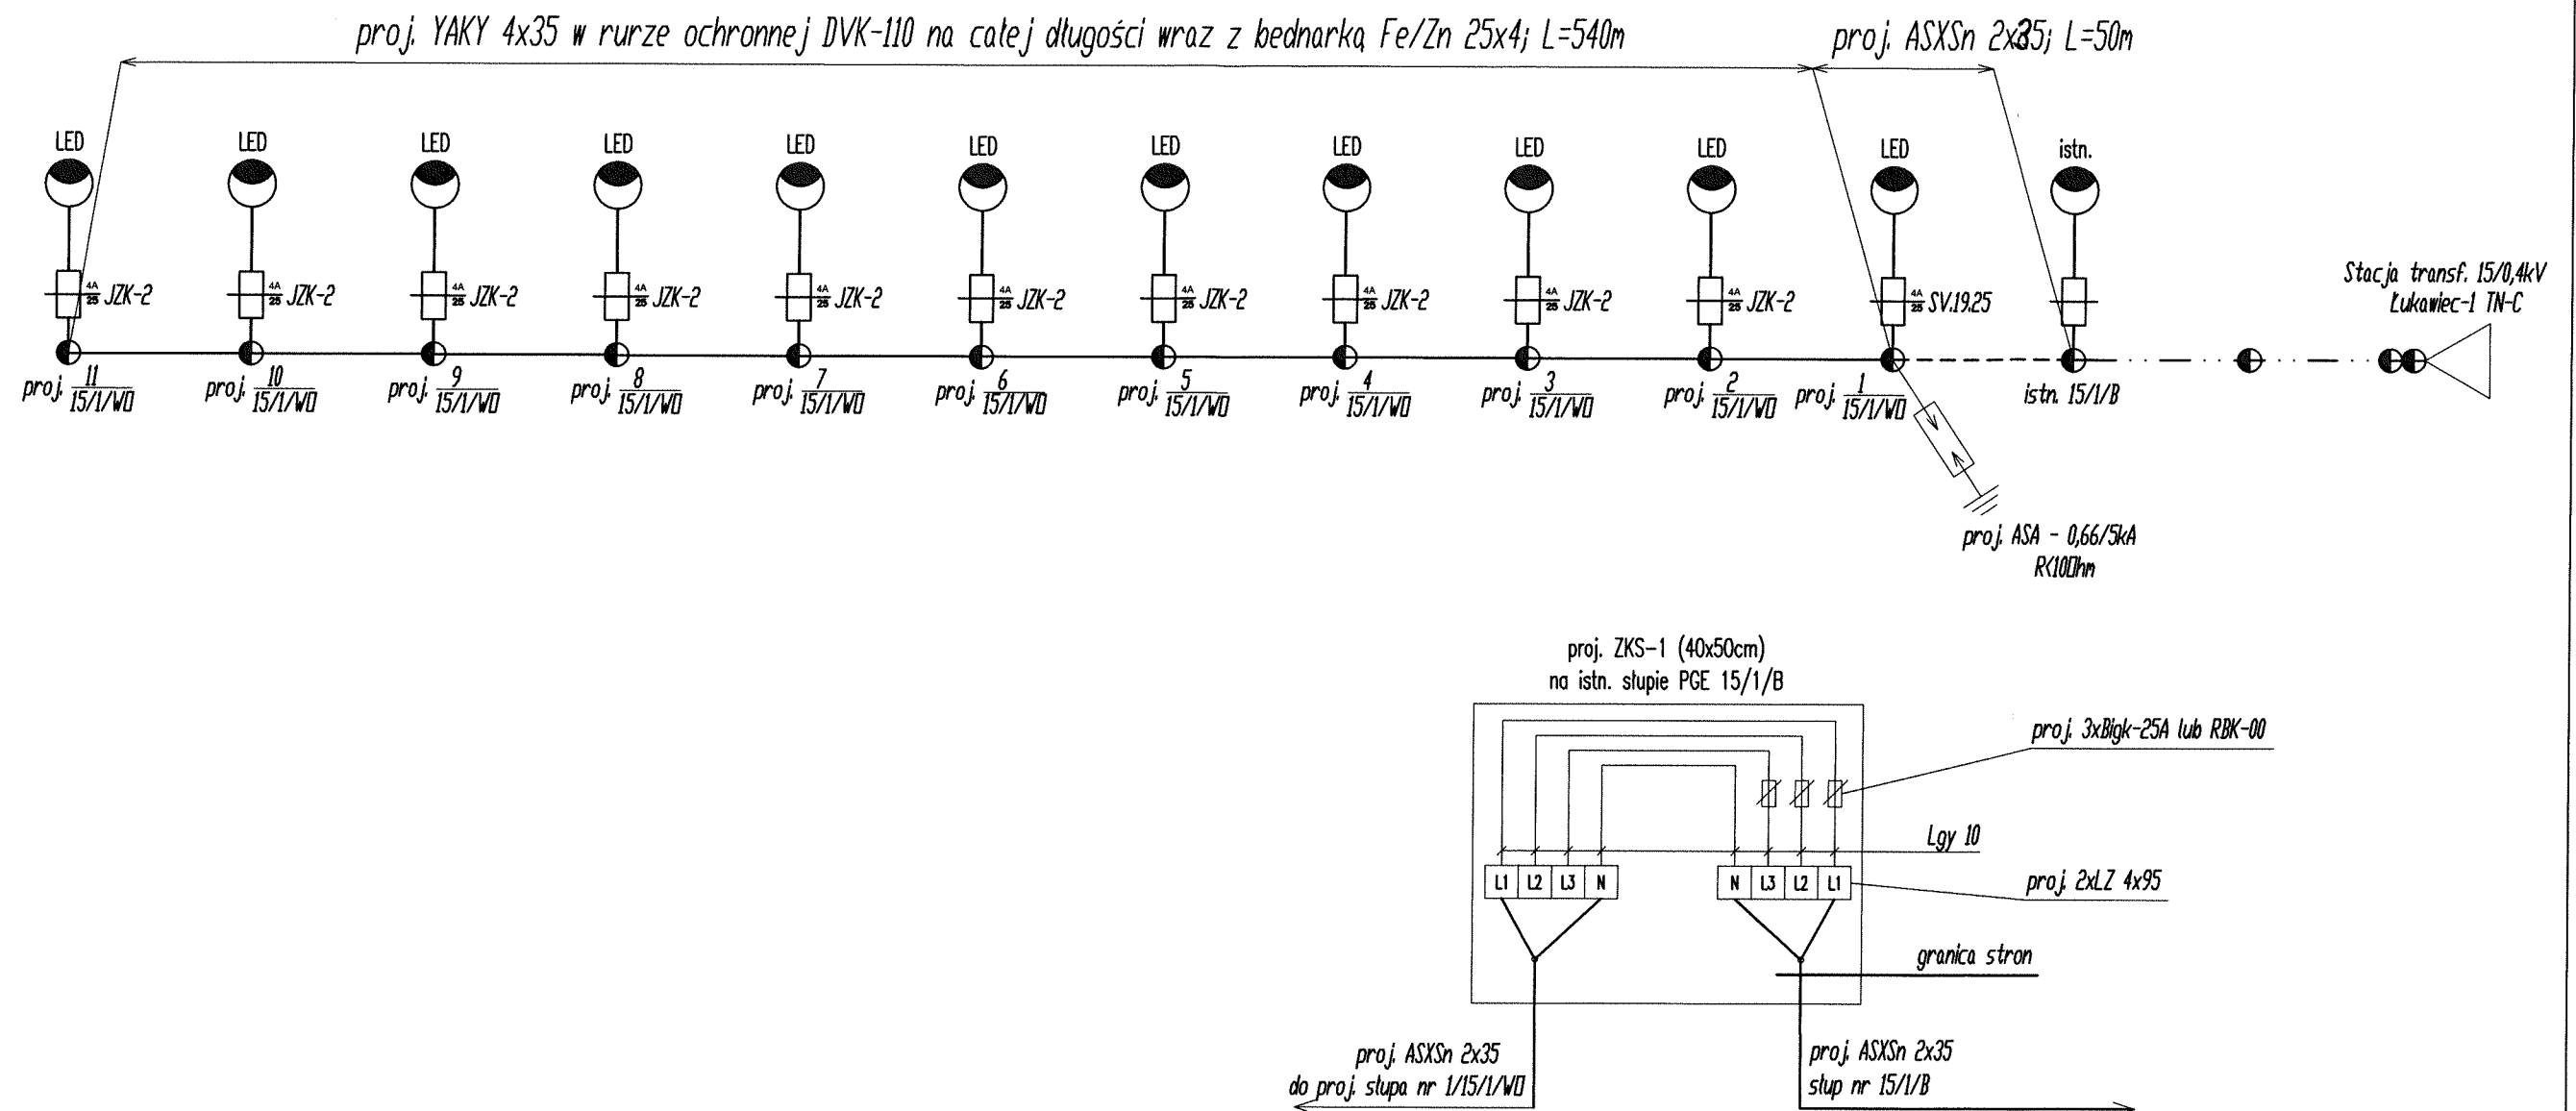 proj. YAKY 4x35 w rurze ochronnej DVK-110 na całej długości wraz z bednarką Fe/Zn 25x4; L=540m
proj. ASXSn 2x35; L=50m
LED LED LED LED LED LED LED LED LED LED LED istn.
4A/25 JZK-2 4A/25 JZK-2 4A/25 JZK-2 4A/25 JZK-2 4A/25 JZK-2 4A/25 JZK-2 4A/25 JZK-2 4A/25 JZK-2 4A/25 JZK-2 4A/25 JZK-2 4A/25 SV.19.25
Stacja transf. 15/0,4kV
Łukawiec-1 TN-C
proj. 11/15/1/WO proj. 10/15/1/WO proj. 9/15/1/WO proj. 8/15/1/WO proj. 7/15/1/WO proj. 6/15/1/WO proj. 5/15/1/WO proj. 4/15/1/WO proj. 3/15/1/WO proj. 2/15/1/WO proj. 1/15/1/WO istn. 15/1/B
proj. ASA - 0,66/5kA
R<10Ohm
proj. ZKS-1 (40x50cm)
na istn. słupie PGE 15/1/B
proj. 3xBigk-25A lub RBK-00
Lgy 10
L1 L2 L3 N N L3 L2 L1
proj. 2xLZ 4x95
granica stron
proj. ASXSn 2x35
do proj. słupa nr 1/15/1/WO
proj. ASXSn 2x35
słup nr 15/1/B